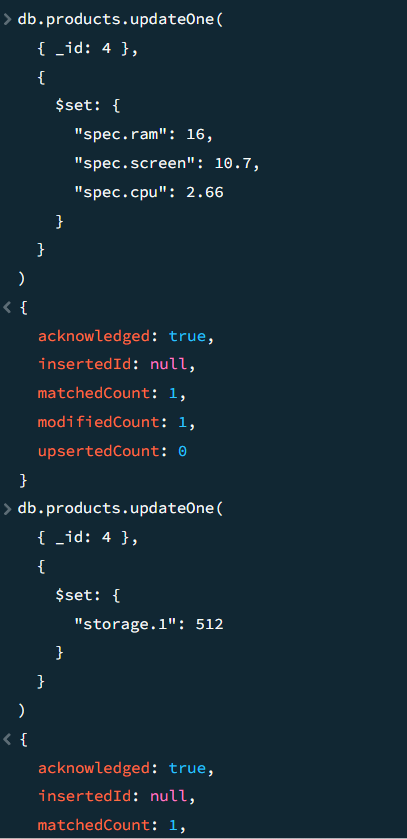 db.products.updateOne(
{ _id: 4 },
{
$set: {
"spec.ram": 16,
"spec.screen": 10.7,
"spec.cpu": 2.66
}
}
)
{
acknowledged: true,
insertedId: null,
matchedCount: 1,
modifiedCount: 1,
upsertedCount: 0
}
db.products.updateOne(
{ _id: 4 },
{
$set: {
"storage.1": 512
}
}
)
{
acknowledged: true,
insertedId: null,
matchedCount: 1,